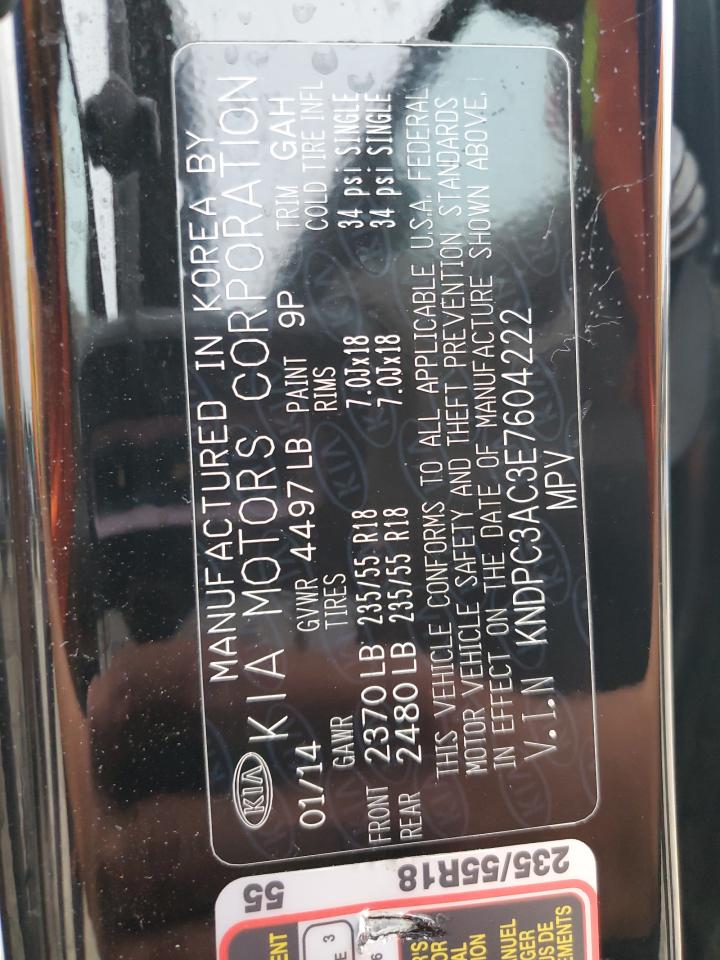 MANUFACTURED IN KOREA BY
KIA KIA MOTORS CORPORATION
01/14 GVWR 4497 LB PAINT 9P TRIM GAH
GAWR TIRES RIMS COLD TIRE INFL
FRONT 2370 LB 235/55 R18 7.0Jx18 34 psi SINGLE
REAR 2480 LB 235/55 R18 7.0Jx18 34 psi SINGLE
THIS VEHICLE CONFORMS TO ALL APPLICABLE U.S.A. FEDERAL
MOTOR VEHICLE SAFETY AND THEFT PREVENTION STANDARDS
IN EFFECT ON THE DATE OF MANUFACTURE SHOWN ABOVE.
V.I.N KNDPC3AC3E7604222
MPV
55
235/55R18
3